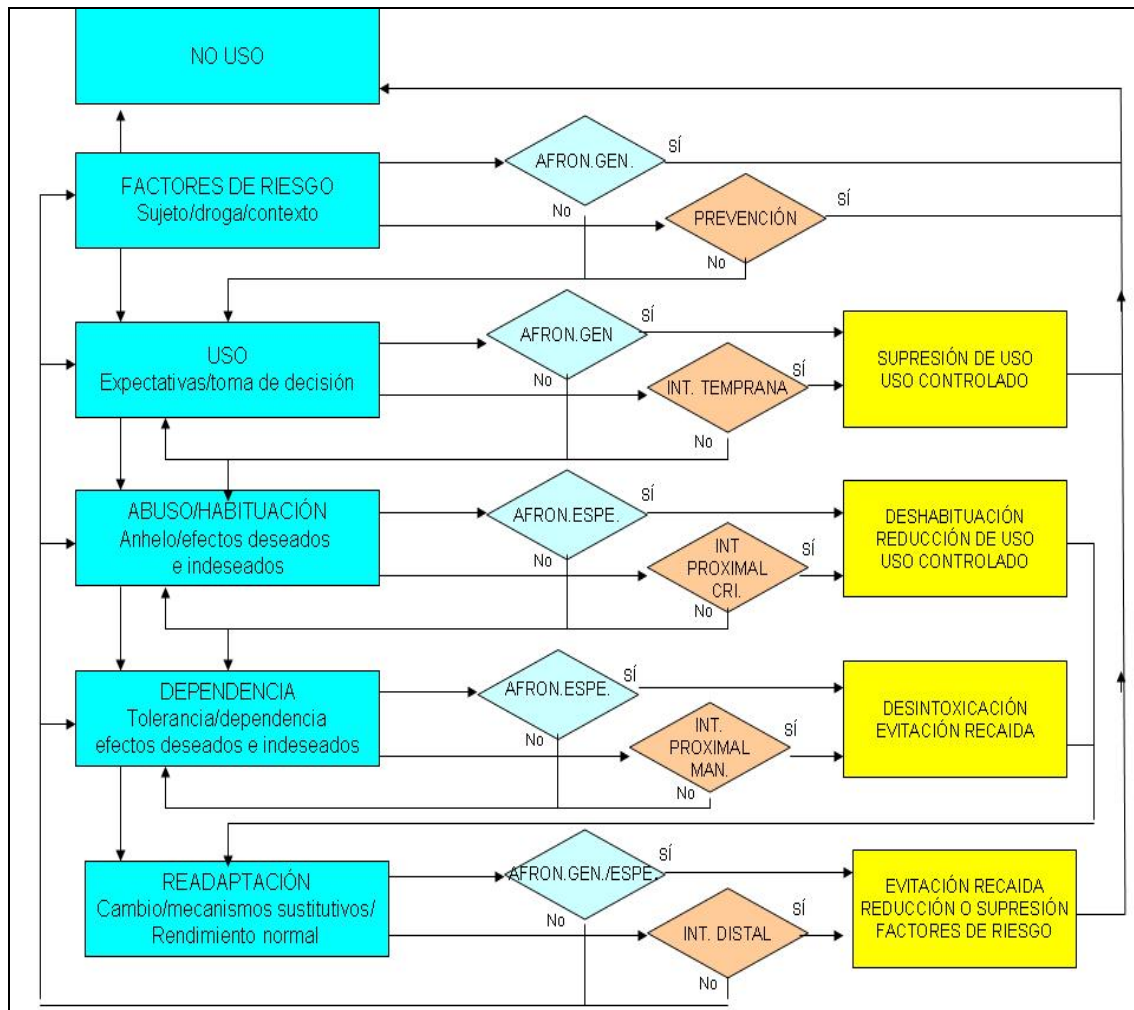 NO USO
AFRON.GEN.
SÍ
No
FACTORES DE RIESGO
Sujeto/droga/contexto
PREVENCIÓN
SÍ
No
USO
Expectativas/toma de decisión
AFRON.GEN
SÍ
No
INT. TEMPRANA
SÍ
No
SUPRESIÓN DE USO
USO CONTROLADO
ABUSO/HABITUACIÓN
Anhelo/efectos deseados
e indeseados
AFRON.ESPE.
SÍ
No
INT
PROXIMAL
CRI.
SÍ
No
DESHABITUACIÓN
REDUCCIÓN DE USO
USO CONTROLADO
DEPENDENCIA
Tolerancia/dependencia
efectos deseados e indeseados
AFRON.ESPE.
SÍ
No
INT.
PROXIMAL
MAN.
SÍ
No
DESINTOXICACIÓN
EVITACIÓN RECAIDA
READAPTACIÓN
Cambio/mecanismos sustitutivos/
Rendimiento normal
AFRON.GEN./ESPE.
SÍ
No
INT. DISTAL
SÍ
No
EVITACIÓN RECAIDA
REDUCCIÓN O SUPRESIÓN
FACTORES DE RIESGO